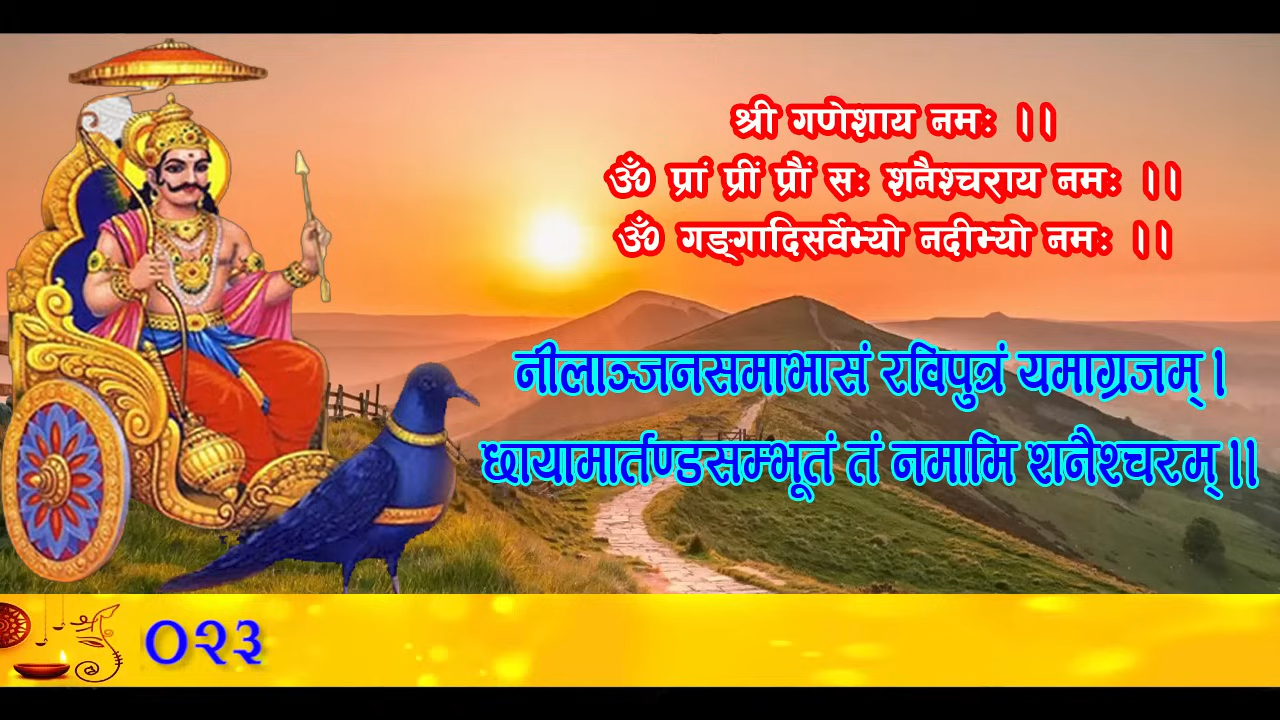 श्री गणेशाय नमः ।।
ॐ प्रां प्रीं प्रौं सः शनैश्चराय नमः ।।
ॐ गङ्गादिसर्वेभ्यो नदीभ्यो नमः ।।
नीलाञ्जनसमाभासं रविपुत्रं यमाग्रजम् ।
छायामार्तण्डसम्भूतं तं नमामि शनैश्चरम् ।।
श्री
०२३